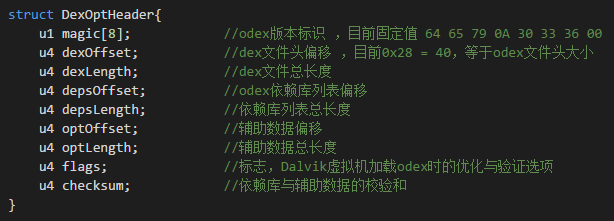 struct DexOptHeader{
u1 magic[8]; //odex版本标识 ，目前固定值 64 65 79 0A 30 33 36 00
u4 dexOffset; //dex文件头偏移 ，目前0x28 = 40，等于odex文件头大小
u4 dexLength; //dex文件总长度
u4 depsOffset; //odex依赖库列表偏移
u4 depsLength; //依赖库列表总长度
u4 optOffset; //辅助数据偏移
u4 optLength; //辅助数据总长度
u4 flags; //标志，Dalvik虚拟机加载odex时的优化与验证选项
u4 checksum; //依赖库与辅助数据的校验和
}